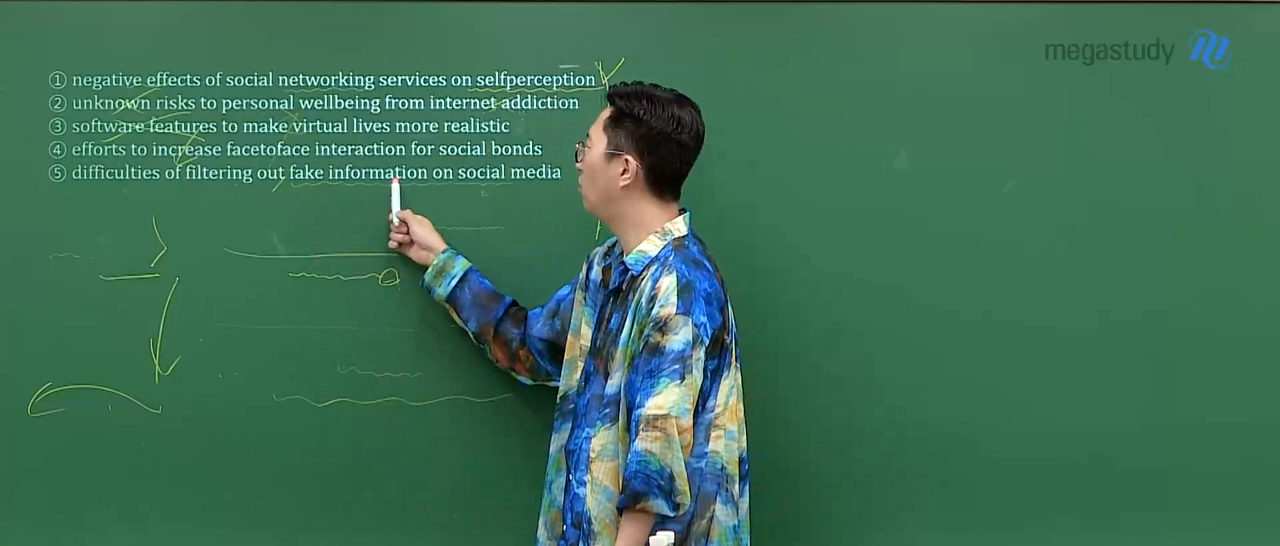 megastudy
① negative effects of social networking services on selfperception
② unknown risks to personal wellbeing from internet addiction
③ software features to make virtual lives more realistic
④ efforts to increase facetoface interaction for social bonds
⑤ difficulties of filtering out fake information on social media